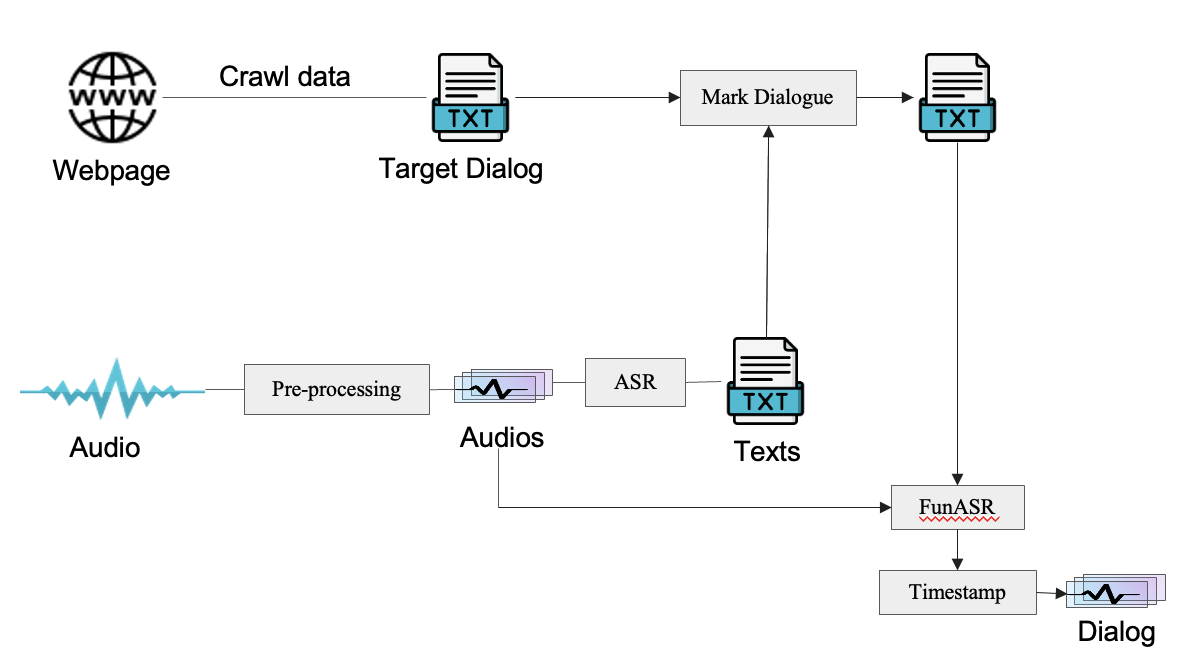 Crawl data
WWW
TXT
Mark Dialogue
TXT
Webpage
Target Dialog
Pre-processing
ASR
TXT
Audio
Audios
Texts
FunASR
Timestamp
Dialog